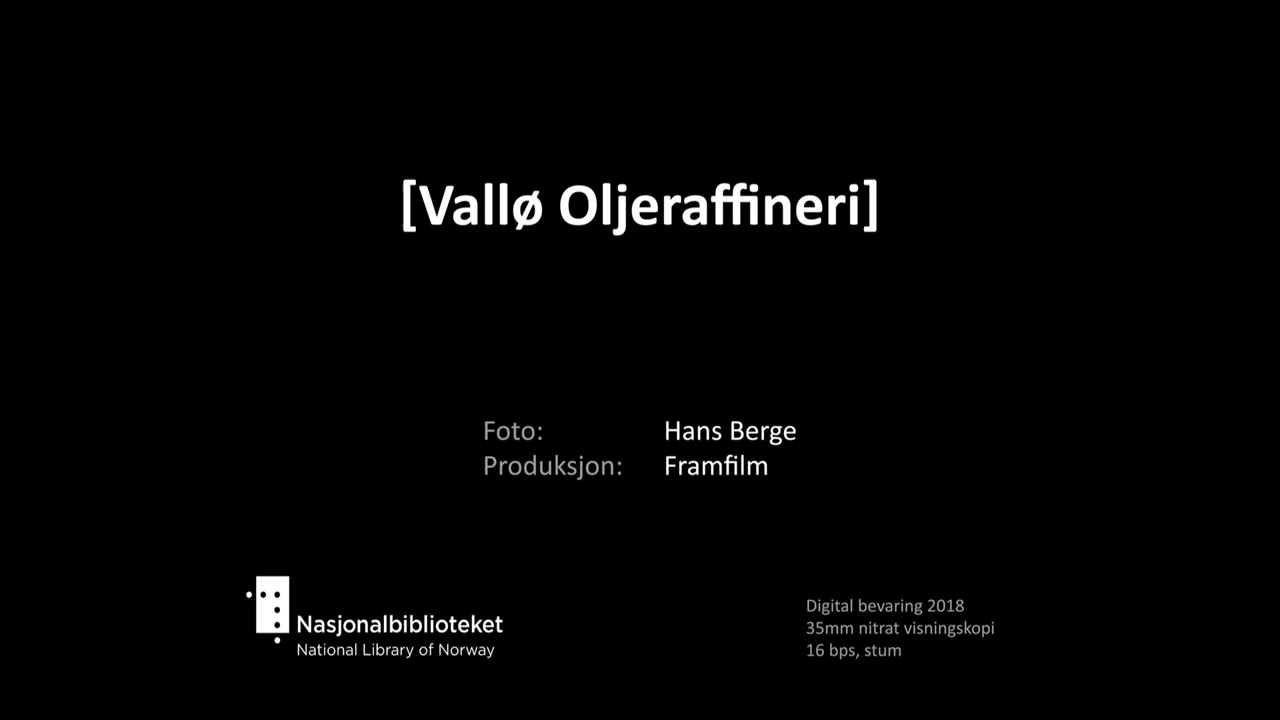 [Vallø Oljeraffineri]
Foto: Hans Berge
Produksjon: Framfilm
Nasjonalbiblioteket
National Library of Norway
Digital bevaring 2018
35mm nitrat visningskopi
16 bps, stum